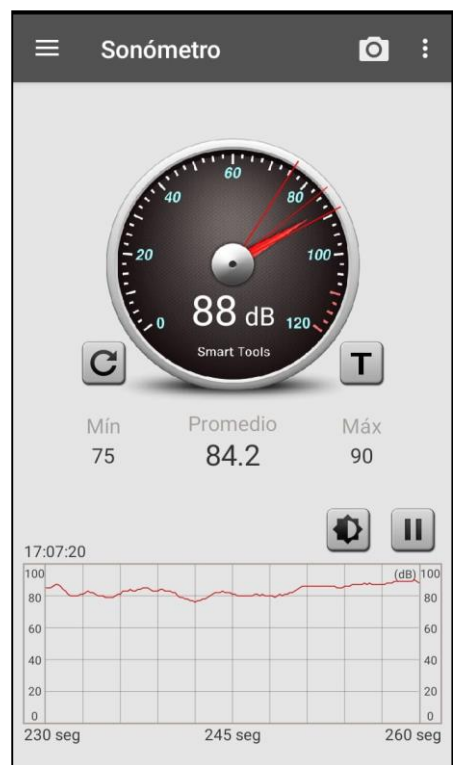 Sonómetro
0
20
40
60
80
100
120
88 dB
Smart Tools
T
Mín
Promedio
Máx
75
84.2
90
17:07:20
(dB)
100
100
80
80
60
60
40
40
20
20
0
0
230 seg
245 seg
260 seg